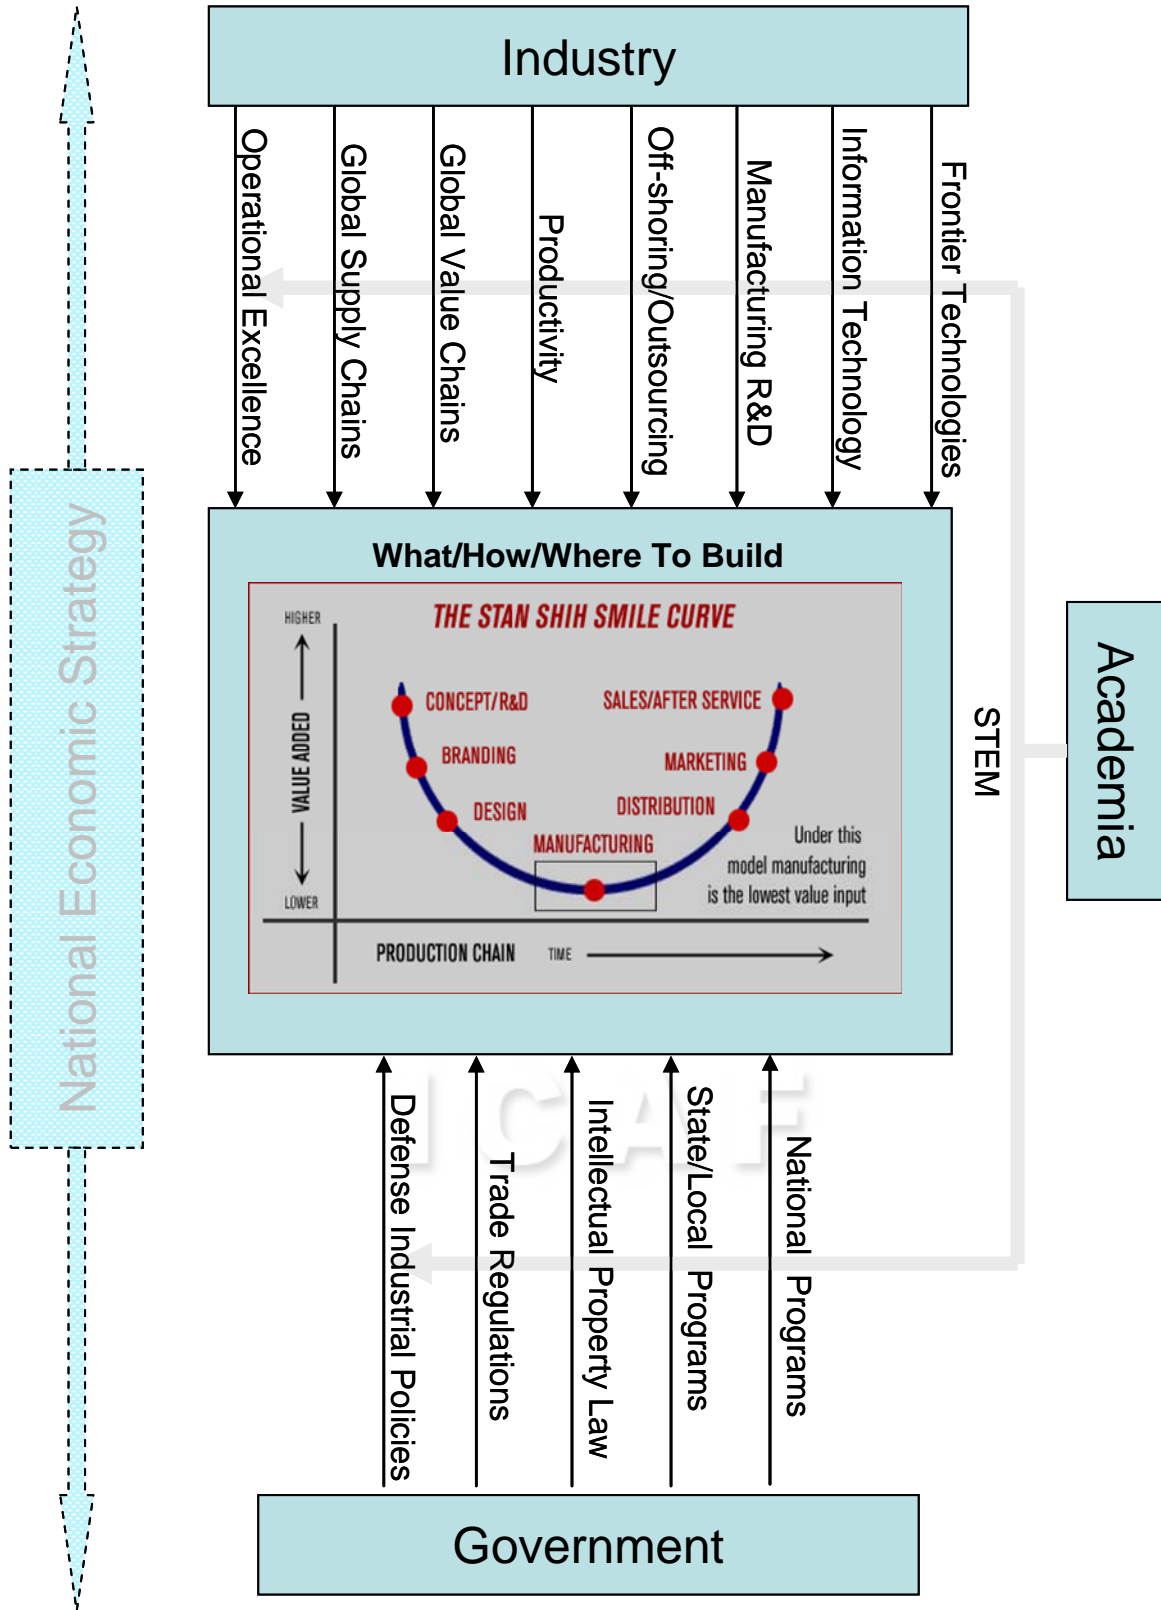 Industry
Operational Excellence
Global Supply Chains
Global Value Chains
Productivity
Off-shoring/Outsourcing
Manufacturing R&D
Information Technology
Frontier Technologies
National Economic Strategy
What/How/Where To Build
THE STAN SHIH SMILE CURVE
HIGHER
VALUE ADDED
LOWER
CONCEPT/R&D
BRANDING
DESIGN
MANUFACTURING
SALES/AFTER SERVICE
MARKETING
DISTRIBUTION
Under this
model manufacturing
is the lowest value input
PRODUCTION CHAIN
TIME
STEM
Academia
ICAF
Defense Industrial Policies
Trade Regulations
Intellectual Property Law
State/Local Programs
National Programs
Government